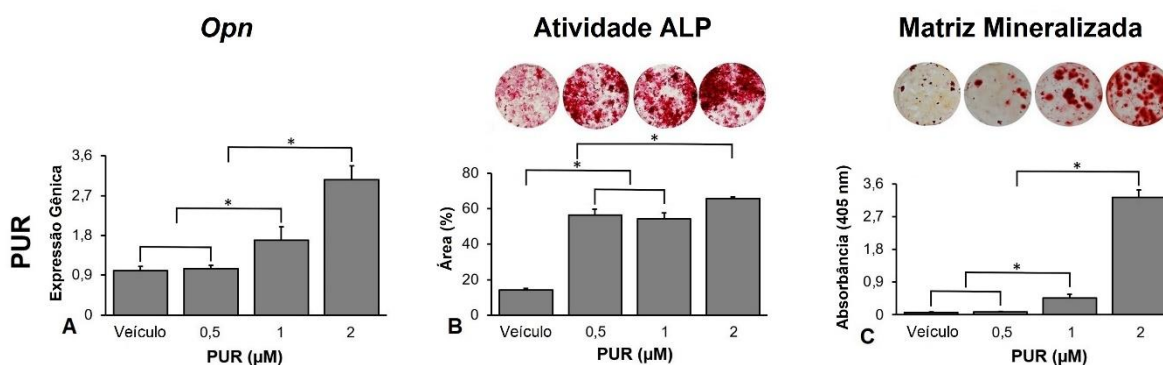 Opn
Atividade ALP
Matriz Mineralizada
PUR
Expressão Gênica
3,6
2,7
1,8
0,9
0
*
*
Veículo 0,5 1 2
PUR (µM)
A
Área (%)
80
60
40
20
0
*
*
Veículo 0,5 1 2
PUR (µM)
B
Absorbância (405 nm)
3,6
2,7
1,8
0,9
0
*
*
Veículo 0,5 1 2
PUR (µM)
C